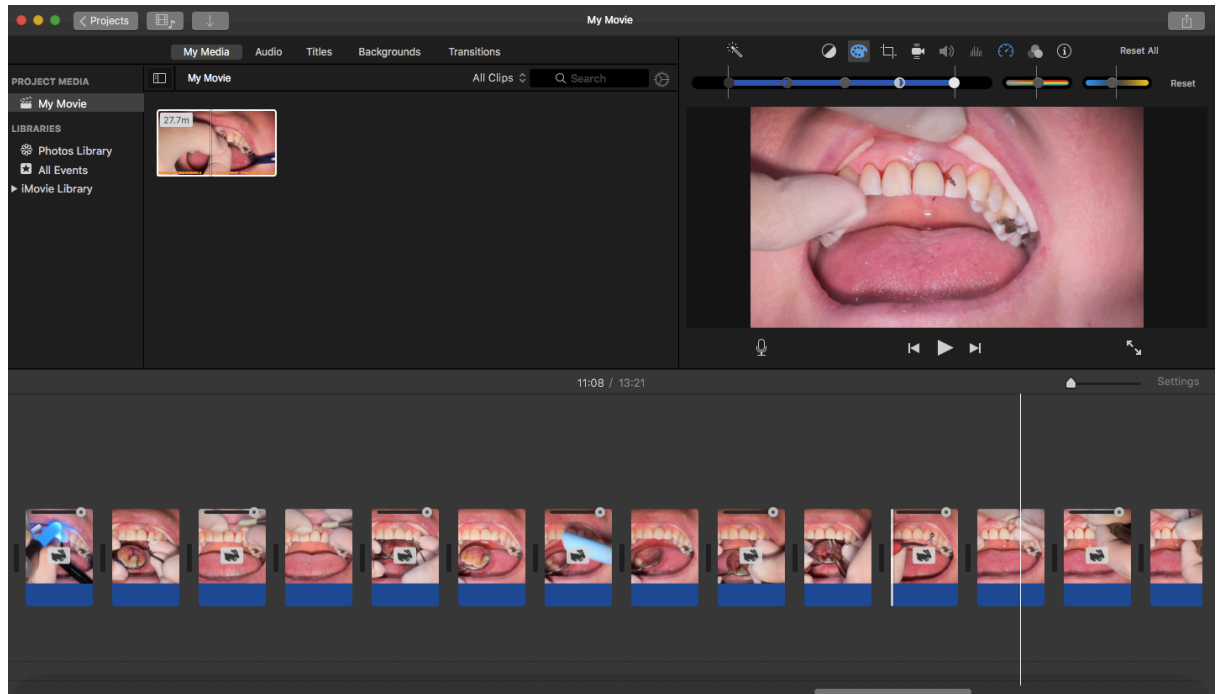 Projects
My Movie
My Media Audio Titles Backgrounds Transitions
Reset All
PROJECT MEDIA
My Movie
LIBRARIES
Photos Library
All Events
iMovie Library
My Movie
All Clips
Search
27.7m
Reset
11:08 / 13:21
Settings